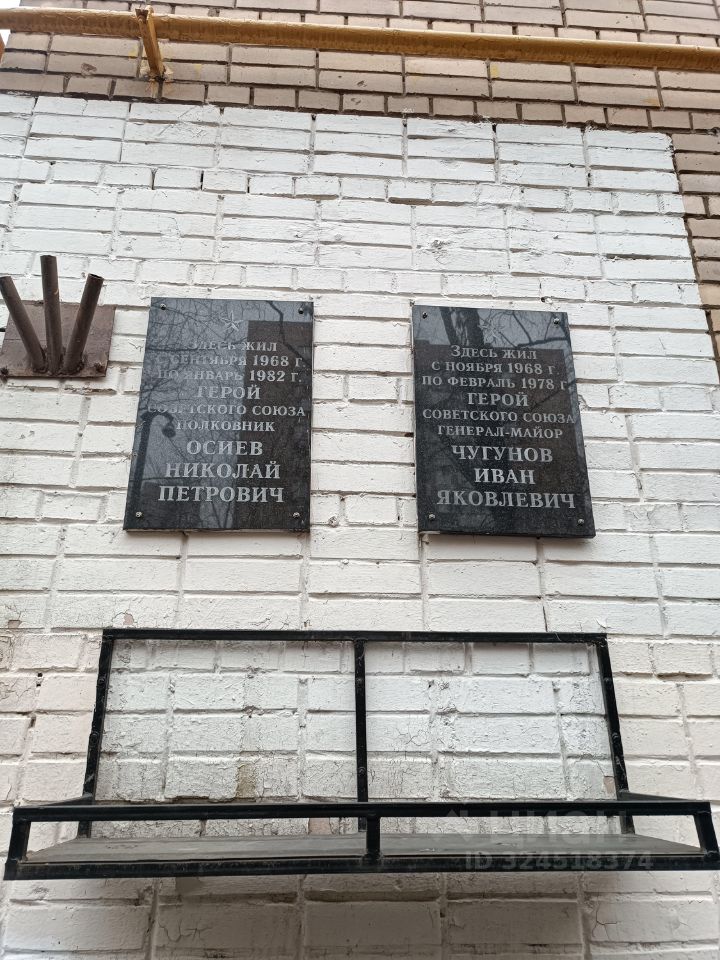 ЗДЕСЬ ЖИЛ
С СЕНТЯБРЯ 1968 Г.
ПО ЯНВАРЬ 1982 Г.
ГЕРОЙ
СОВЕТСКОГО СОЮЗА
ПОЛКОВНИК
ОСИЕВ
НИКОЛАЙ
ПЕТРОВИЧ
ЗДЕСЬ ЖИЛ
С НОЯБРЯ 1968 Г.
ПО ФЕВРАЛЬ 1978 Г.
ГЕРОЙ
СОВЕТСКОГО СОЮЗА
ГЕНЕРАЛ-МАЙОР
ЧУГУНОВ
ИВАН
ЯКОВЛЕВИЧ
ЦИАН
ID 324518374